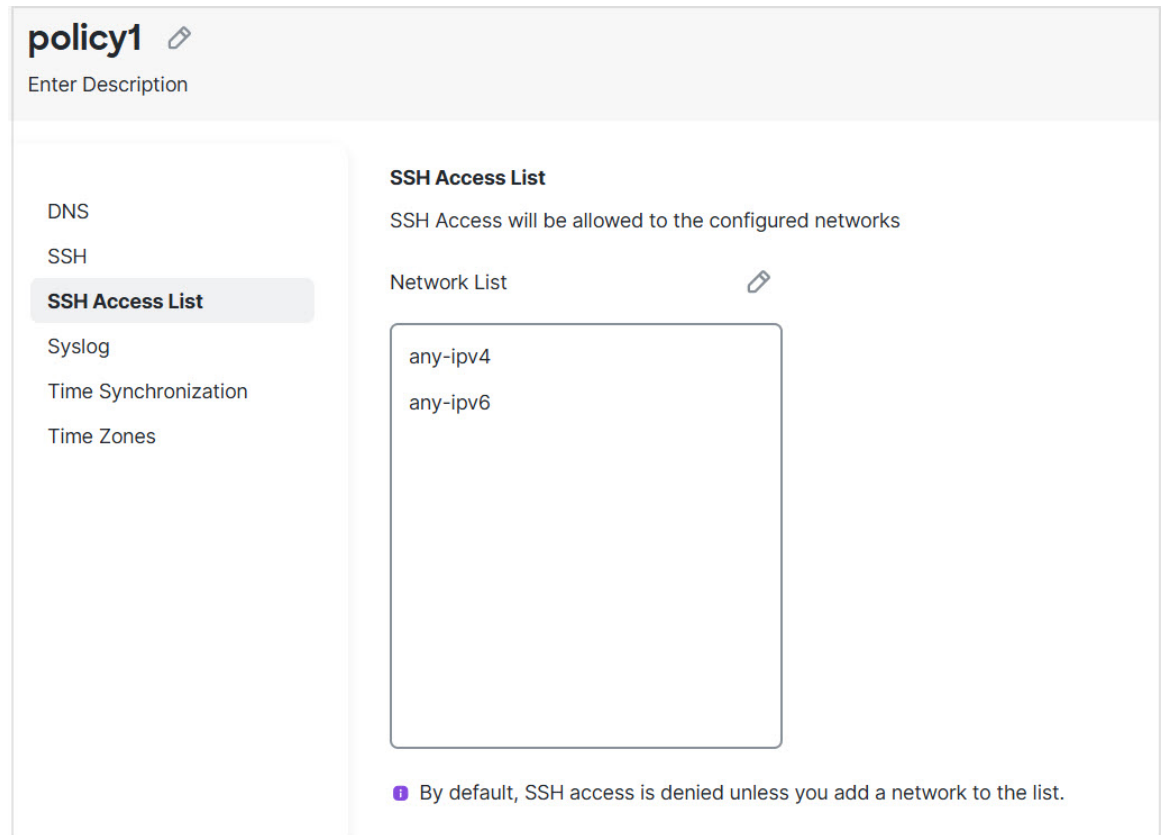 policy1
Enter Description
DNS
SSH
SSH Access List
Syslog
Time Synchronization
Time Zones
SSH Access List
SSH Access will be allowed to the configured networks
Network List
any-ipv4
any-ipv6
By default, SSH access is denied unless you add a network to the list.